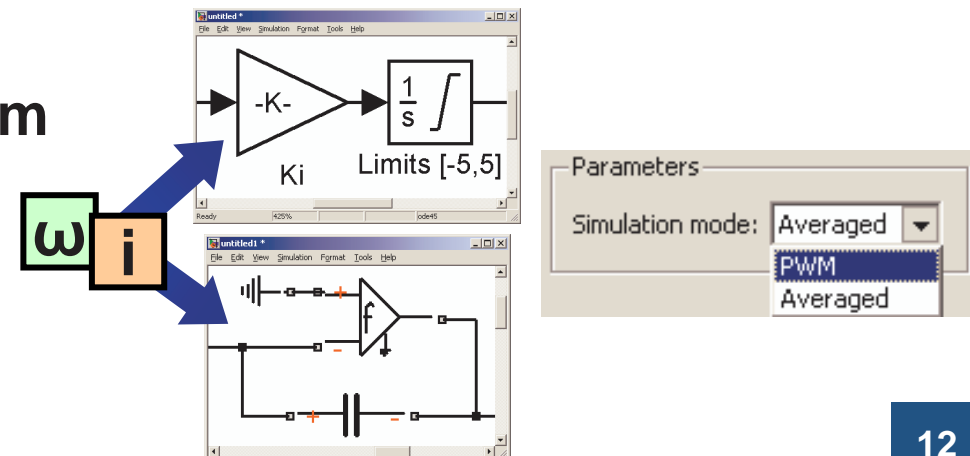 m
ω
i
untitled *
File Edit View Simulation Format Tools Help
-K-
Ki
1
s
Limits [-5,5]
Ready 425% ode45
untitled1 *
File Edit View Simulation Format Tools Help
+
f
-
+ -
Parameters
Simulation mode: Averaged
PWM
Averaged
12